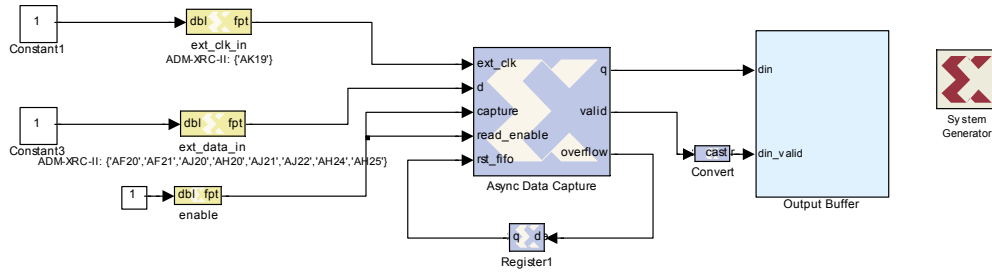 1
Constant1
dbl fpt
ext_clk_in
ADM-XRC-II: {'AK19'}
1
Constant3
dbl fpt
ext_data_in
ADM-XRC-II: {'AF20','AF21','AJ20','AH20','AJ21','AJ22','AH24','AH25'}
1
dbl fpt
enable
ext_clk
d
capture
read_enable
rst_fifo
q
valid
overflow
Async Data Capture
q d
Register1
cast
Convert
din
din_valid
Output Buffer
System
Generator